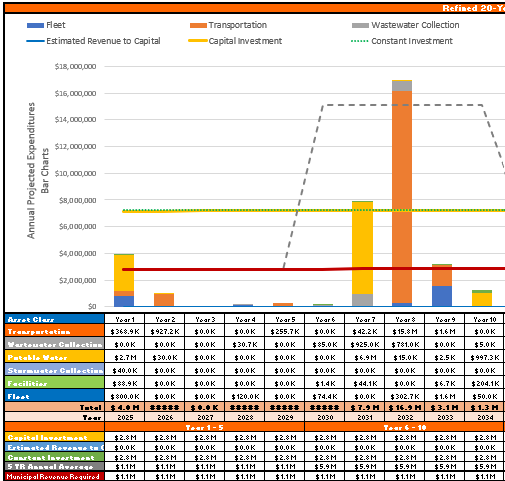 Refined 20-Y
Fleet Transportation Wastewater Collection
Estimated Revenue to Capital Capital Investment Constant Investment
Annual Projected Expenditures
Bar Charts
$18,000,000
$16,000,000
$14,000,000
$12,000,000
$10,000,000
$8,000,000
$6,000,000
$4,000,000
$2,000,000
$0
Asset Class Year 1 Year 2 Year 3 Year 4 Year 5 Year 6 Year 7 Year 8 Year 9 Year 10
Transportation $368.9K $927.2K $0.0K $0.0K $255.7K $0.0K $42.2K $15.8M $1.6M $0.0K
Wastewater Collection $0.0K $0.0K $0.0K $30.7K $0.0K $85.0K $925.0K $781.0K $0.0K $5.0K
Potable Water $2.7M $30.0K $0.0K $0.0K $0.0K $0.0K $6.9M $15.0K $2.5K $997.3K
Stormwater Collection $40.0K $0.0K $0.0K $0.0K $0.0K $0.0K $0.0K $0.0K $0.0K $0.0K
Facilities $88.9K $0.0K $0.0K $0.0K $0.0K $1.4K $44.1K $0.0K $6.7K $204.1K
Fleet $800.0K $0.0K $0.0K $120.0K $0.0K $74.4K $0.0K $302.7K $1.6M $50.0K
Total $4.0M ##### $0.0K ##### ##### ##### $7.9M $16.9M $3.1M $1.3M
Year 2025 2026 2027 2028 2029 2030 2031 2032 2033 2034
Year 1 - 5 Year 6 - 10
Capital Investment $2.8M $2.8M $2.8M $2.8M $2.8M $2.8M $2.8M $2.8M $2.8M $2.8M
Estimated Revenue to C $0.0K $0.0K $0.0K $0.0K $0.0K $0.0K $0.0K $0.0K $0.0K $0.0K
Constant Investment $2.8M $2.8M $2.8M $2.8M $2.8M $2.8M $2.8M $2.8M $2.8M $2.8M
5 YR Annual Average $1.1M $1.1M $1.1M $1.1M $1.1M $5.9M $5.9M $5.9M $5.9M $5.9M
Municipal Revenue Required $1.1M $1.1M $1.1M $1.1M $1.1M $1.1M $1.1M $1.1M $1.1M $1.1M